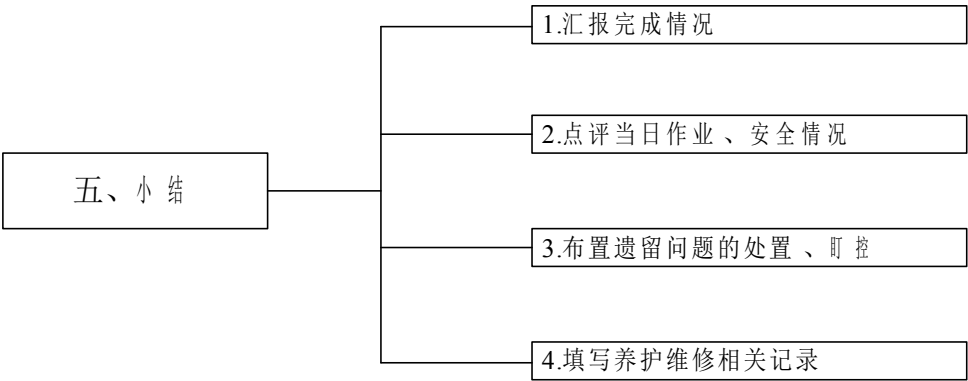 五、小结
1.汇报完成情况
2.点评当日作业、安全情况
3.布置遗留问题的处置、盯控
4.填写养护维修相关记录